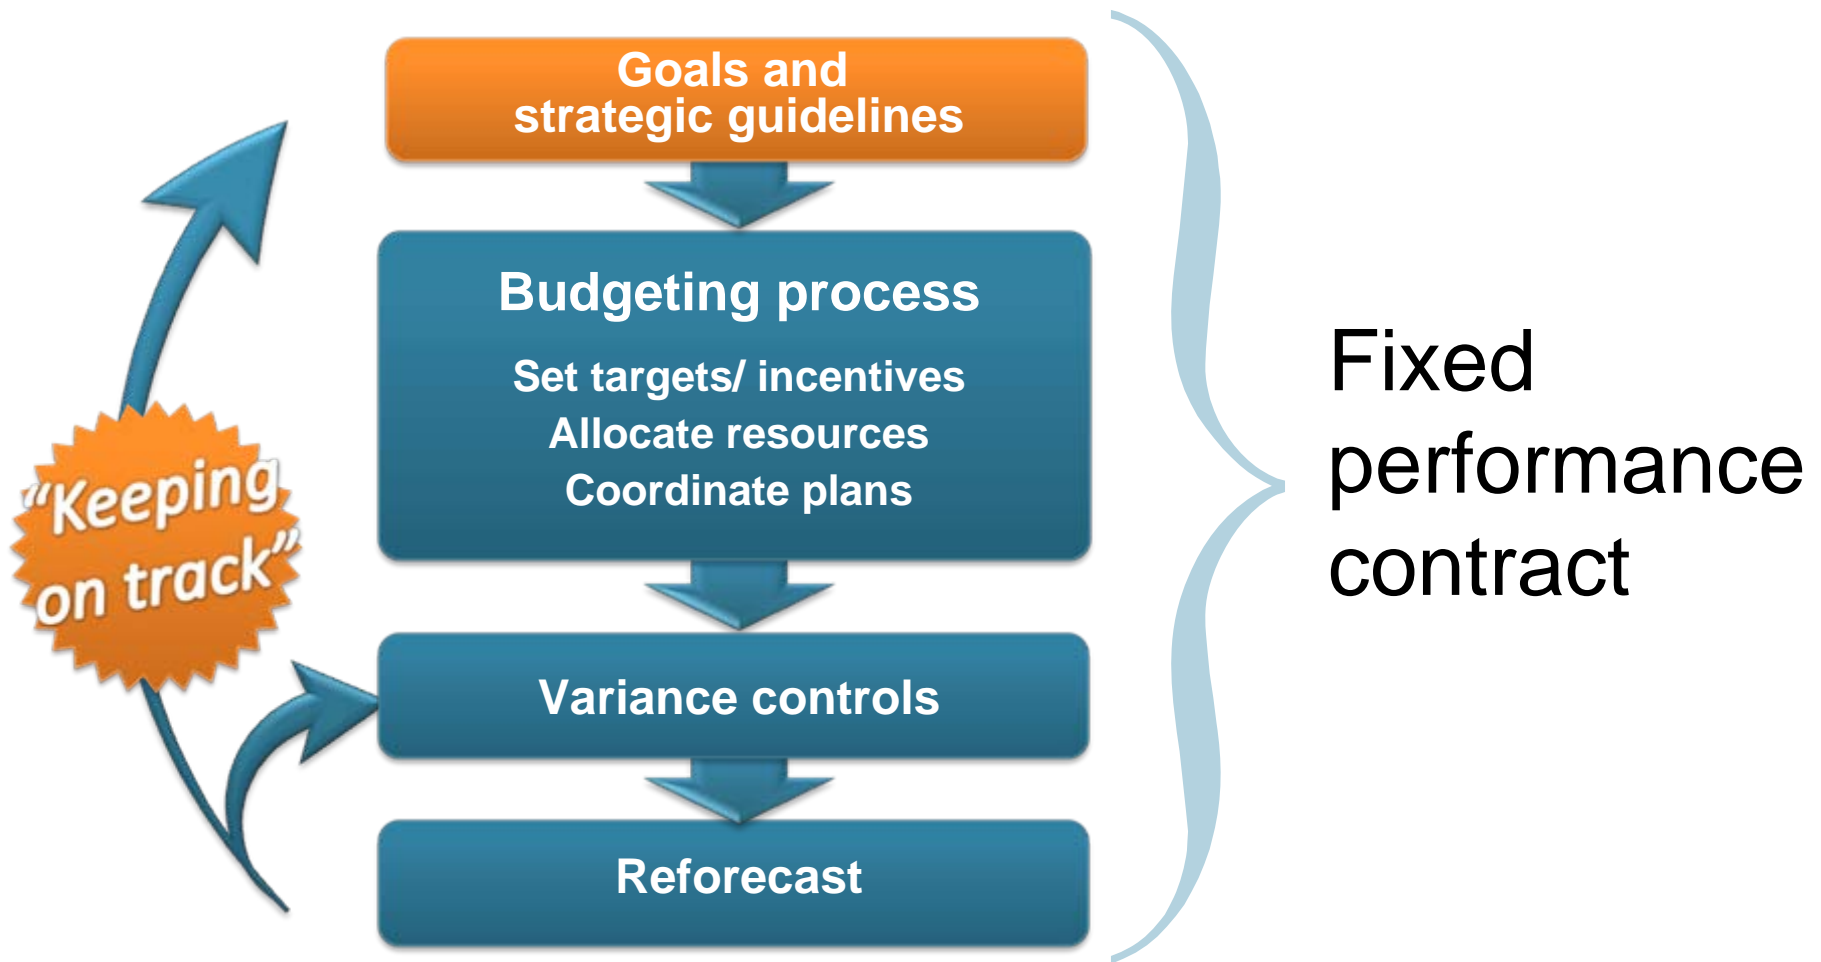 Goals and
strategic guidelines
Budgeting process
Set targets/ incentives
Allocate resources
Coordinate plans
Variance controls
Reforecast
“Keeping
on track”
Fixed
performance
contract